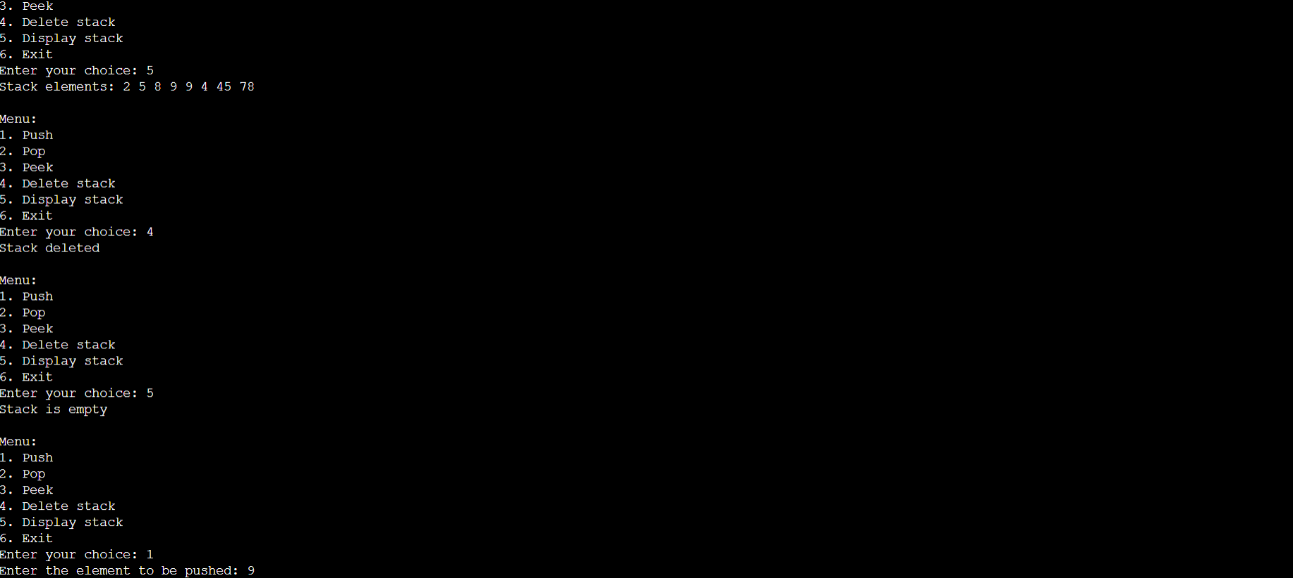 3. Peek
4. Delete stack
5. Display stack
6. Exit
Enter your choice: 5
Stack elements: 2 5 8 9 9 4 45 78
Menu:
1. Push
2. Pop
3. Peek
4. Delete stack
5. Display stack
6. Exit
Enter your choice: 4
Stack deleted
Menu:
1. Push
2. Pop
3. Peek
4. Delete stack
5. Display stack
6. Exit
Enter your choice: 5
Stack is empty
Menu:
1. Push
2. Pop
3. Peek
4. Delete stack
5. Display stack
6. Exit
Enter your choice: 1
Enter the element to be pushed: 9